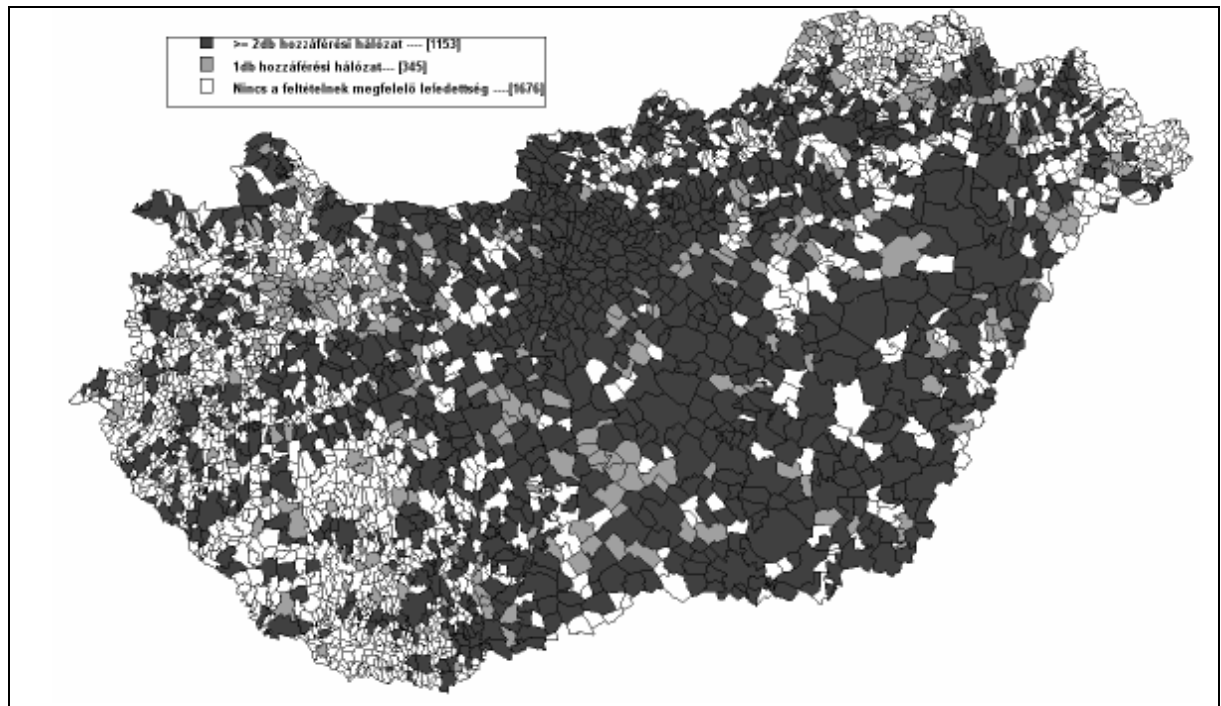 >= 2db hozzáférési hálózat ---- [1153]
1db hozzáférési hálózat--- [345]
Nincs a feltételnek megfelelő lefedettség ----[1676]